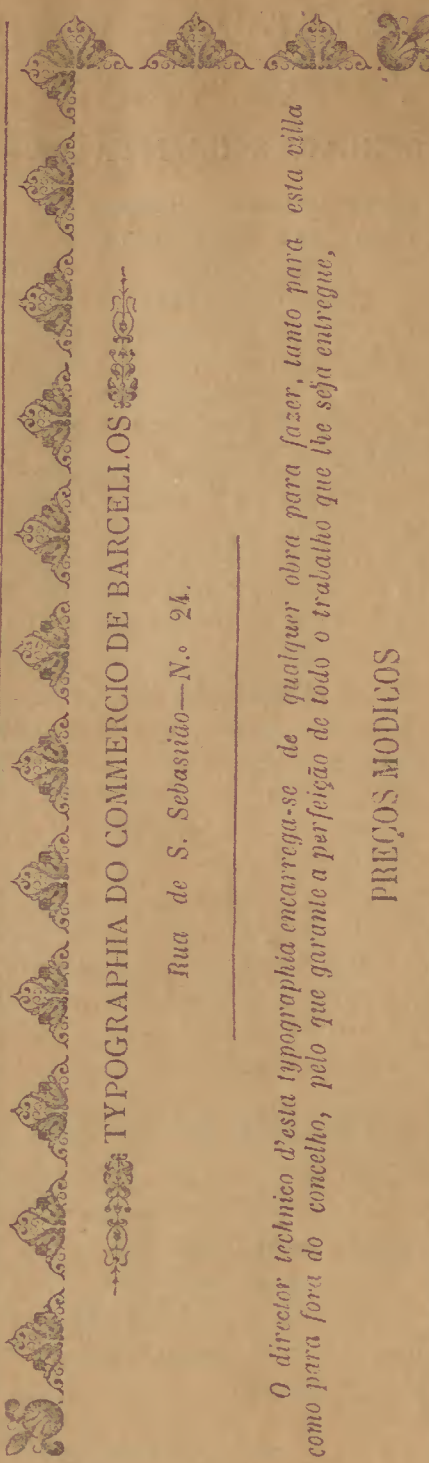 TYPOGRAPHIA DO COMMERCIO DE BARCELLOS
Rua de S. Sebastião—N.º 24.
O director technico d'esta typographia encarrega-se de qualquer obra para fazer, tanto para esta villa
como para fora do concelho, pelo que garante a perfeição de todo o trabalho que lhe seja entregue,
PREÇOS MODICOS